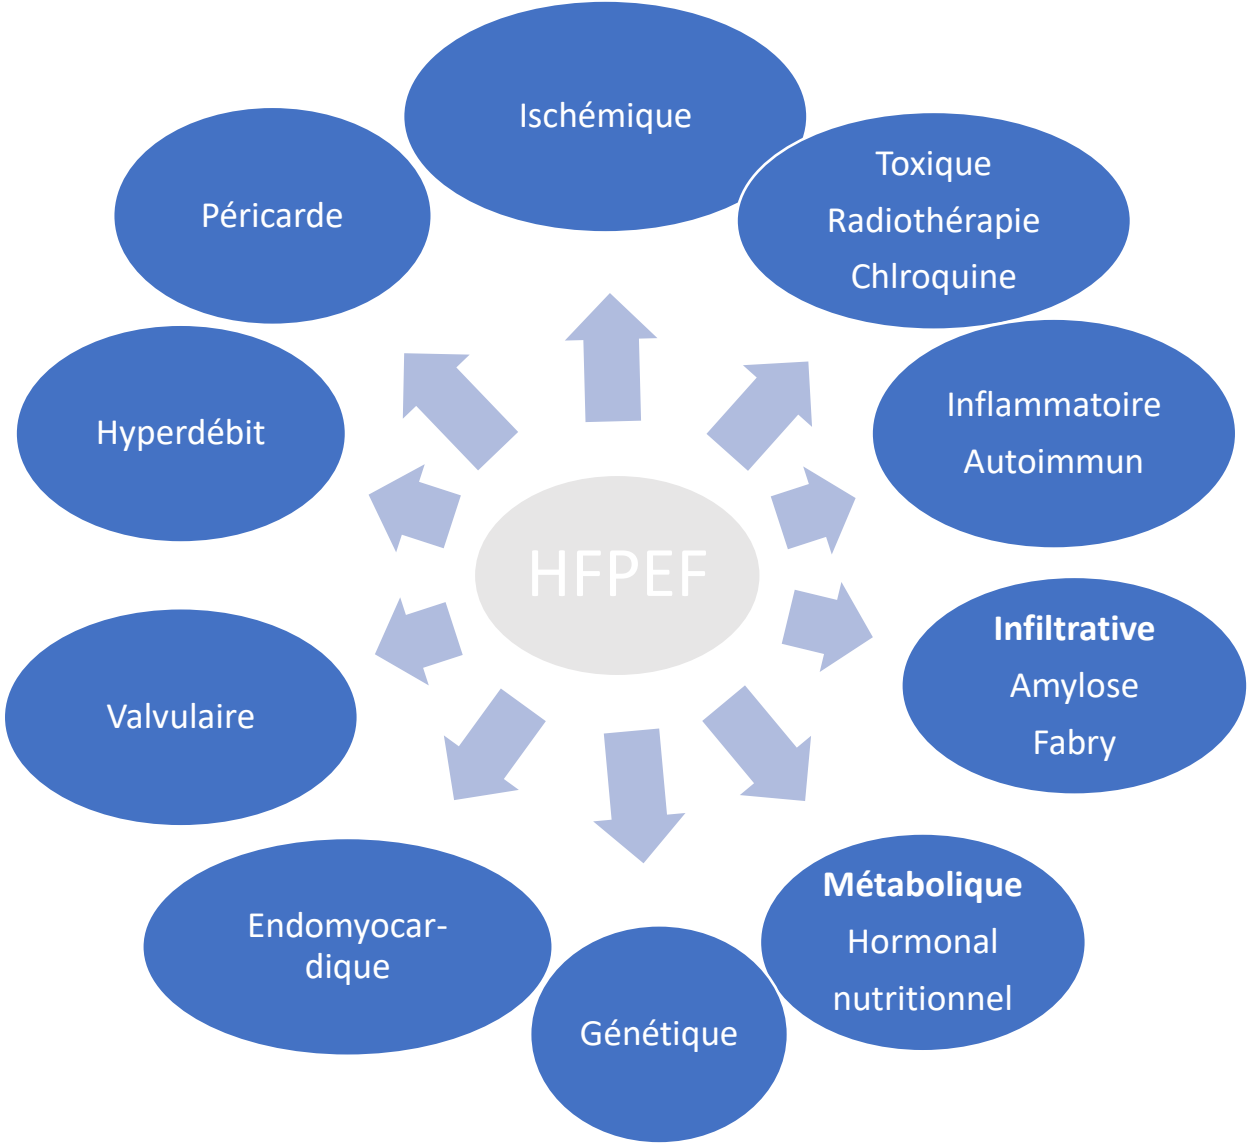 Ischémique
Toxique
Radiothérapie
Chlroquine
Inflammatoire
Autoimmun
Infiltrative
Amylose
Fabry
Métabolique
Hormonal
nutritionnel
Génétique
Endomyocar-
dique
Valvulaire
Hyperdébit
Péricarde
HFPEF